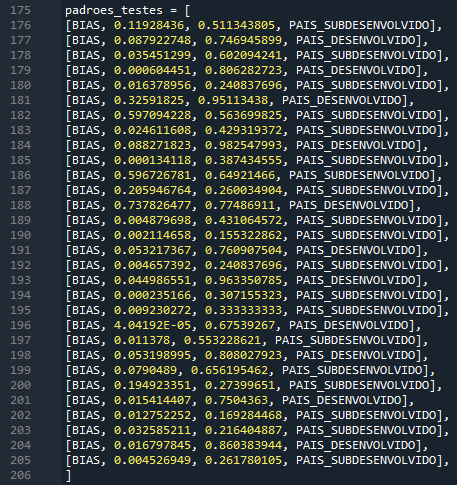 175 padroes_testes = [
176 [BIAS, 0.11928436, 0.511343805, PAIS_SUBDESENVOLVIDO],
177 [BIAS, 0.087922748, 0.746945899, PAIS_DESENVOLVIDO],
178 [BIAS, 0.035451299, 0.602094241, PAIS_SUBDESENVOLVIDO],
179 [BIAS, 0.000604451, 0.806282723, PAIS_DESENVOLVIDO],
180 [BIAS, 0.016378956, 0.240837696, PAIS_SUBDESENVOLVIDO],
181 [BIAS, 0.32591825, 0.95113438, PAIS_DESENVOLVIDO],
182 [BIAS, 0.597094228, 0.563699825, PAIS_SUBDESENVOLVIDO],
183 [BIAS, 0.024611608, 0.429319372, PAIS_SUBDESENVOLVIDO],
184 [BIAS, 0.088271823, 0.982547993, PAIS_DESENVOLVIDO],
185 [BIAS, 0.000134118, 0.387434555, PAIS_SUBDESENVOLVIDO],
186 [BIAS, 0.596726781, 0.64921466, PAIS_SUBDESENVOLVIDO],
187 [BIAS, 0.205946764, 0.260034904, PAIS_SUBDESENVOLVIDO],
188 [BIAS, 0.737826477, 0.77486911, PAIS_DESENVOLVIDO],
189 [BIAS, 0.004879698, 0.431064572, PAIS_SUBDESENVOLVIDO],
190 [BIAS, 0.002114658, 0.155322862, PAIS_SUBDESENVOLVIDO],
191 [BIAS, 0.053217367, 0.760907504, PAIS_DESENVOLVIDO],
192 [BIAS, 0.004657392, 0.240837696, PAIS_SUBDESENVOLVIDO],
193 [BIAS, 0.044986551, 0.963350785, PAIS_DESENVOLVIDO],
194 [BIAS, 0.000235166, 0.307155323, PAIS_SUBDESENVOLVIDO],
195 [BIAS, 0.009230272, 0.333333333, PAIS_SUBDESENVOLVIDO],
196 [BIAS, 4.04192E-05, 0.67539267, PAIS_DESENVOLVIDO],
197 [BIAS, 0.011378, 0.553228621, PAIS_SUBDESENVOLVIDO],
198 [BIAS, 0.053198995, 0.808027923, PAIS_DESENVOLVIDO],
199 [BIAS, 0.0790489, 0.656195462, PAIS_SUBDESENVOLVIDO],
200 [BIAS, 0.194923351, 0.27399651, PAIS_SUBDESENVOLVIDO],
201 [BIAS, 0.015414407, 0.7504363, PAIS_DESENVOLVIDO],
202 [BIAS, 0.012752252, 0.169284468, PAIS_SUBDESENVOLVIDO],
203 [BIAS, 0.032585211, 0.216404887, PAIS_SUBDESENVOLVIDO],
204 [BIAS, 0.016797845, 0.860383944, PAIS_DESENVOLVIDO],
205 [BIAS, 0.004526949, 0.261780105, PAIS_SUBDESENVOLVIDO],
206 ]